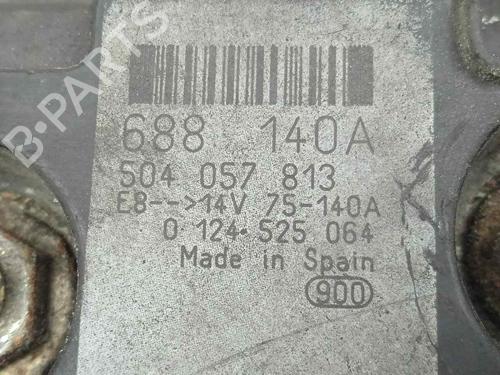 B-PARTS
688 140A
504 057 813
E8-->14V 75-140A
0 124 525 064
Made in Spain
900